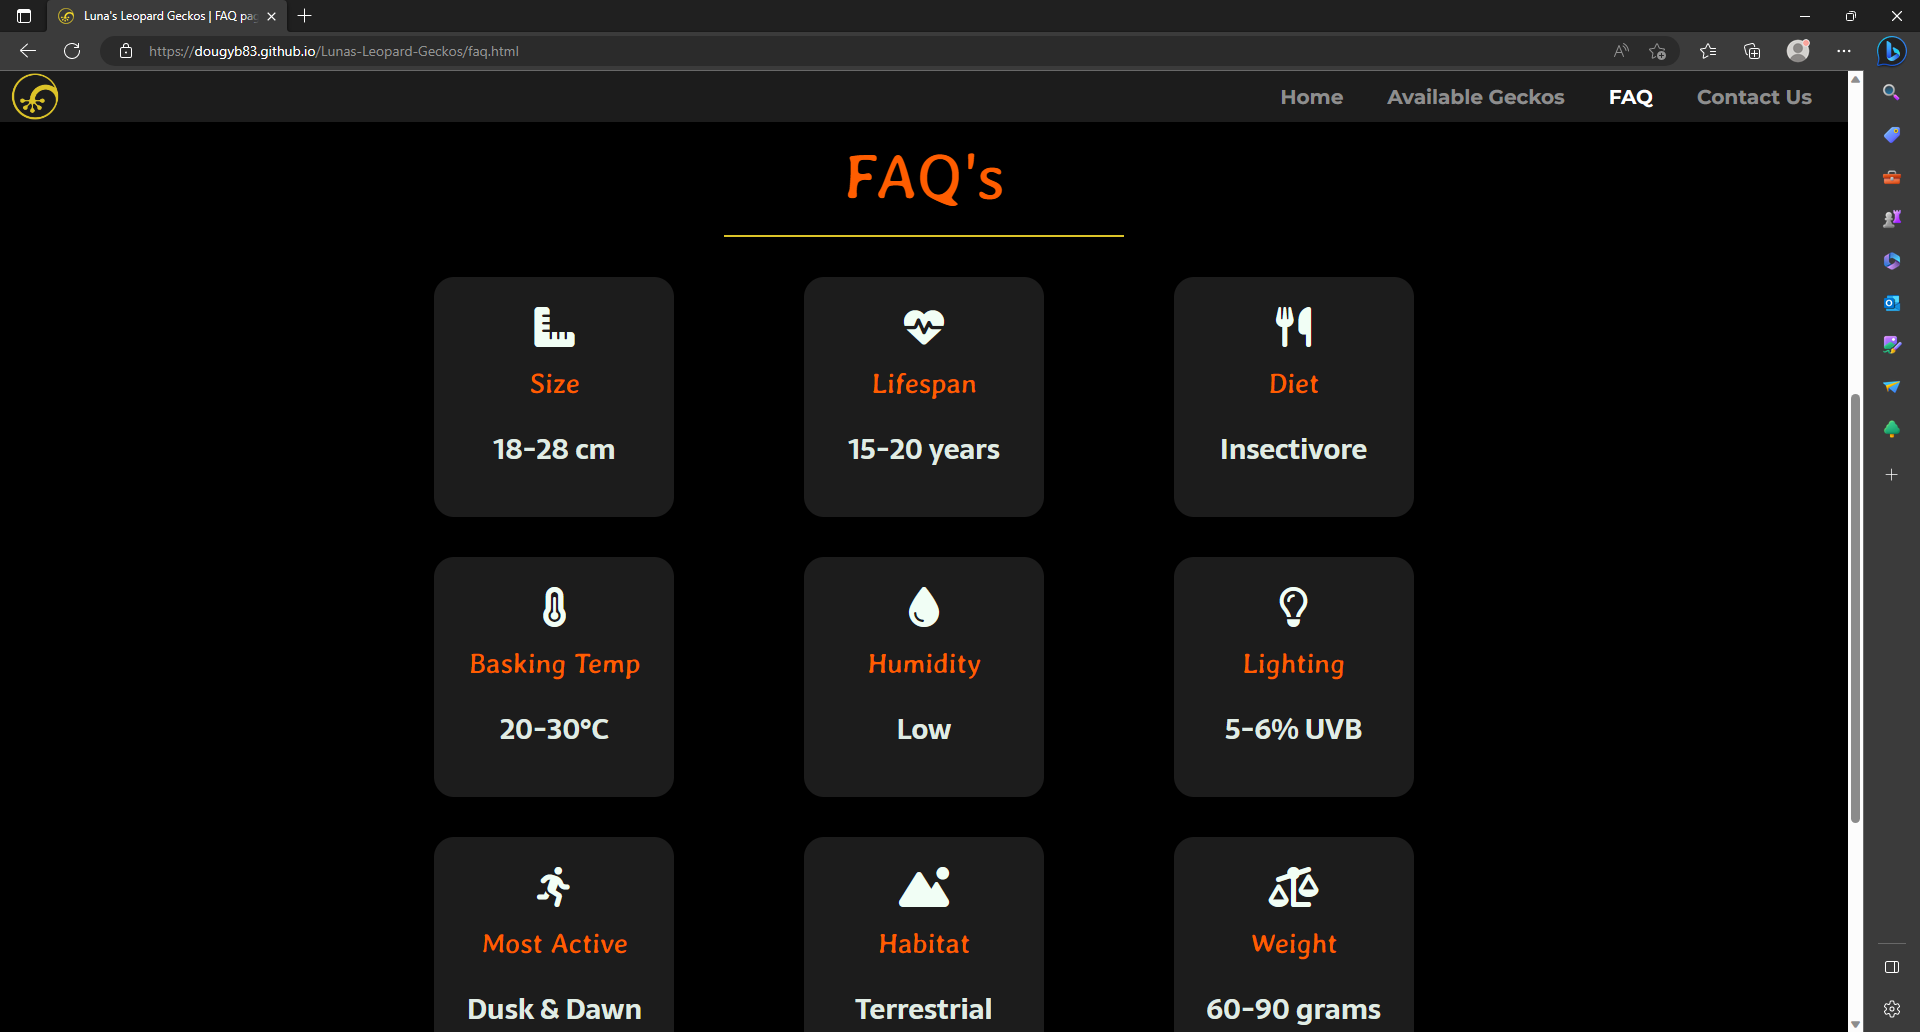 Luna's Leopard Geckos | FAQ pag
https://dougyb83.github.io/Lunas-Leopard-Geckos/faq.html
Home Available Geckos FAQ Contact Us
FAQ's
Size Lifespan Diet
18-28 cm 15-20 years Insectivore
Basking Temp Humidity Lighting
20-30°C Low 5-6% UVB
Most Active Habitat Weight
Dusk & Dawn Terrestrial 60-90 grams